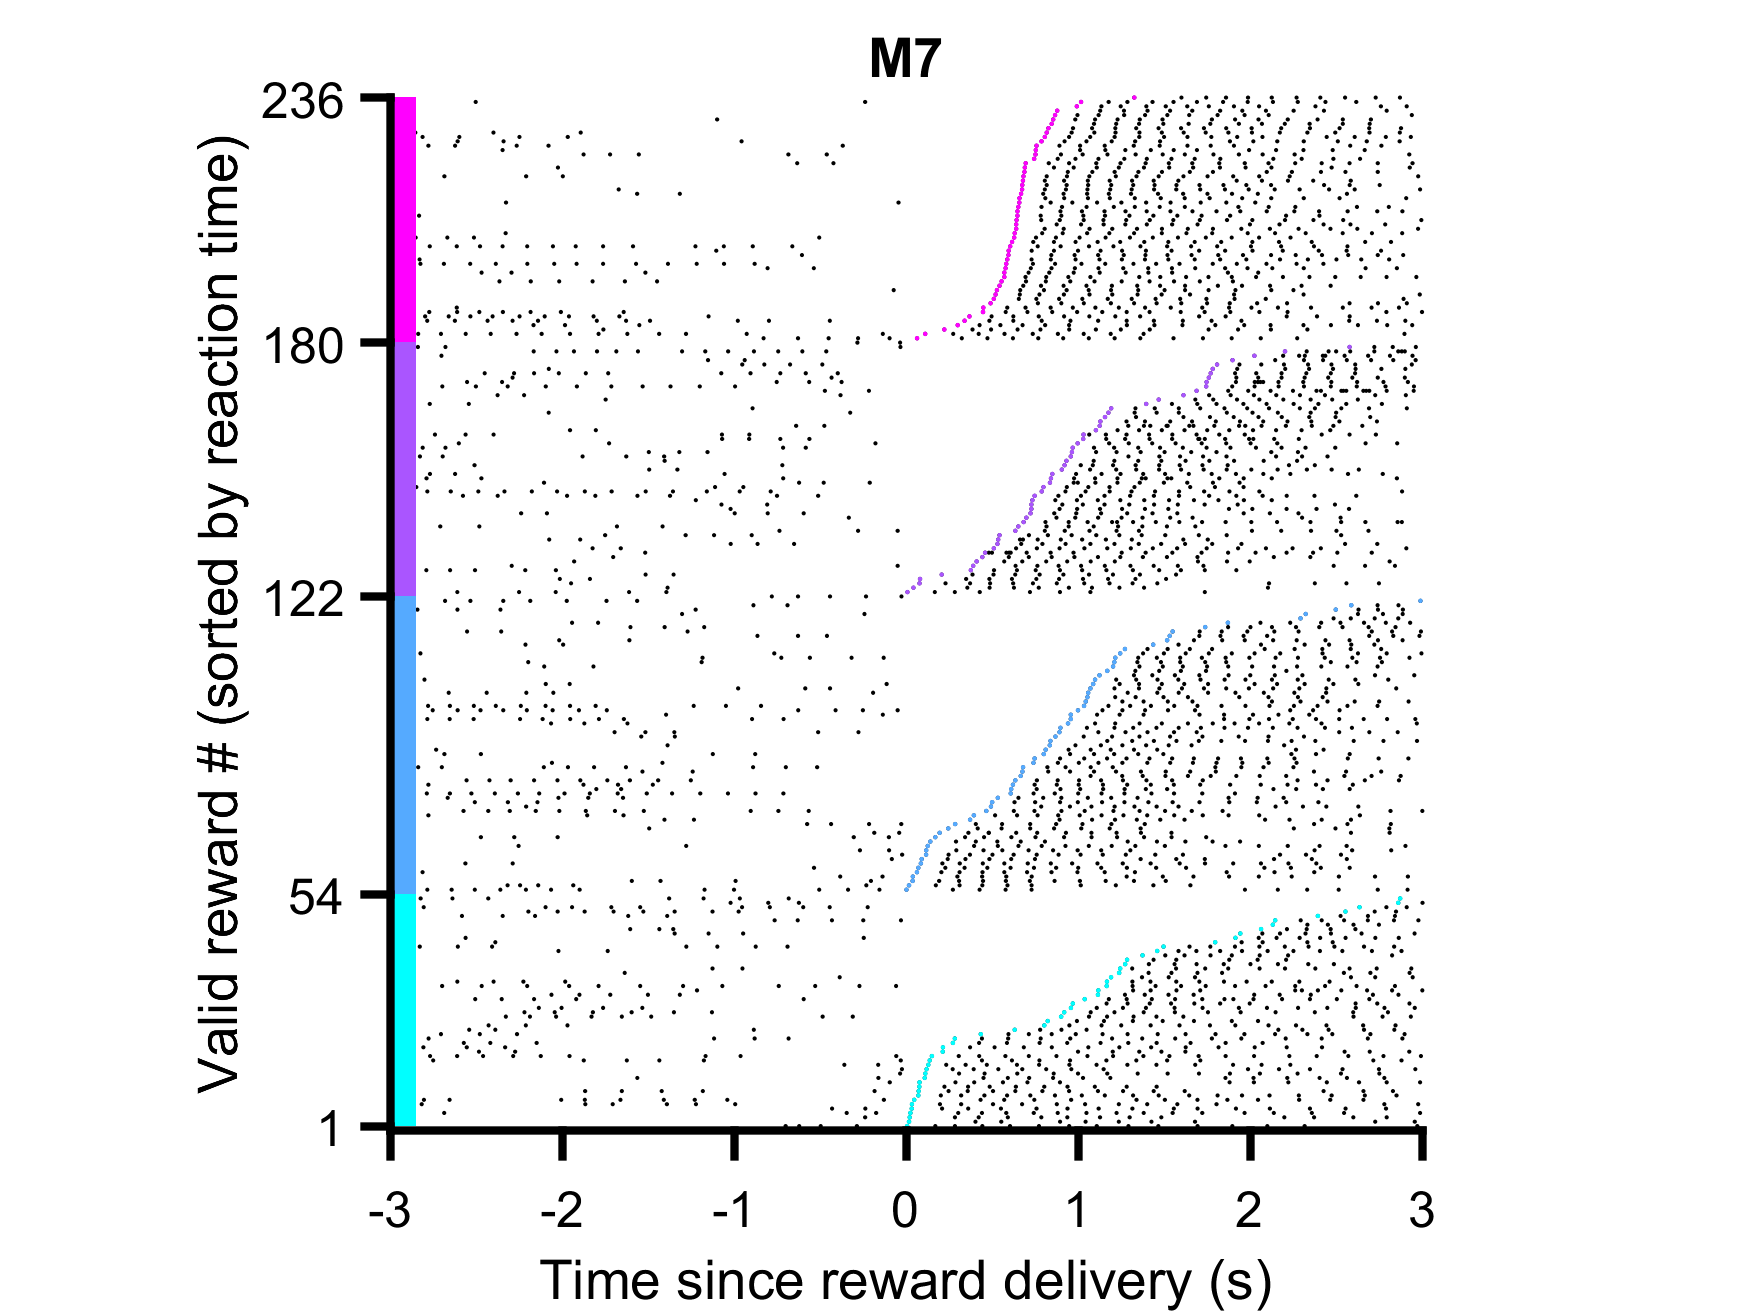 M7
Valid reward # (sorted by reaction time)
236
180
122
54
1
-3 -2 -1 0 1 2 3
Time since reward delivery (s)